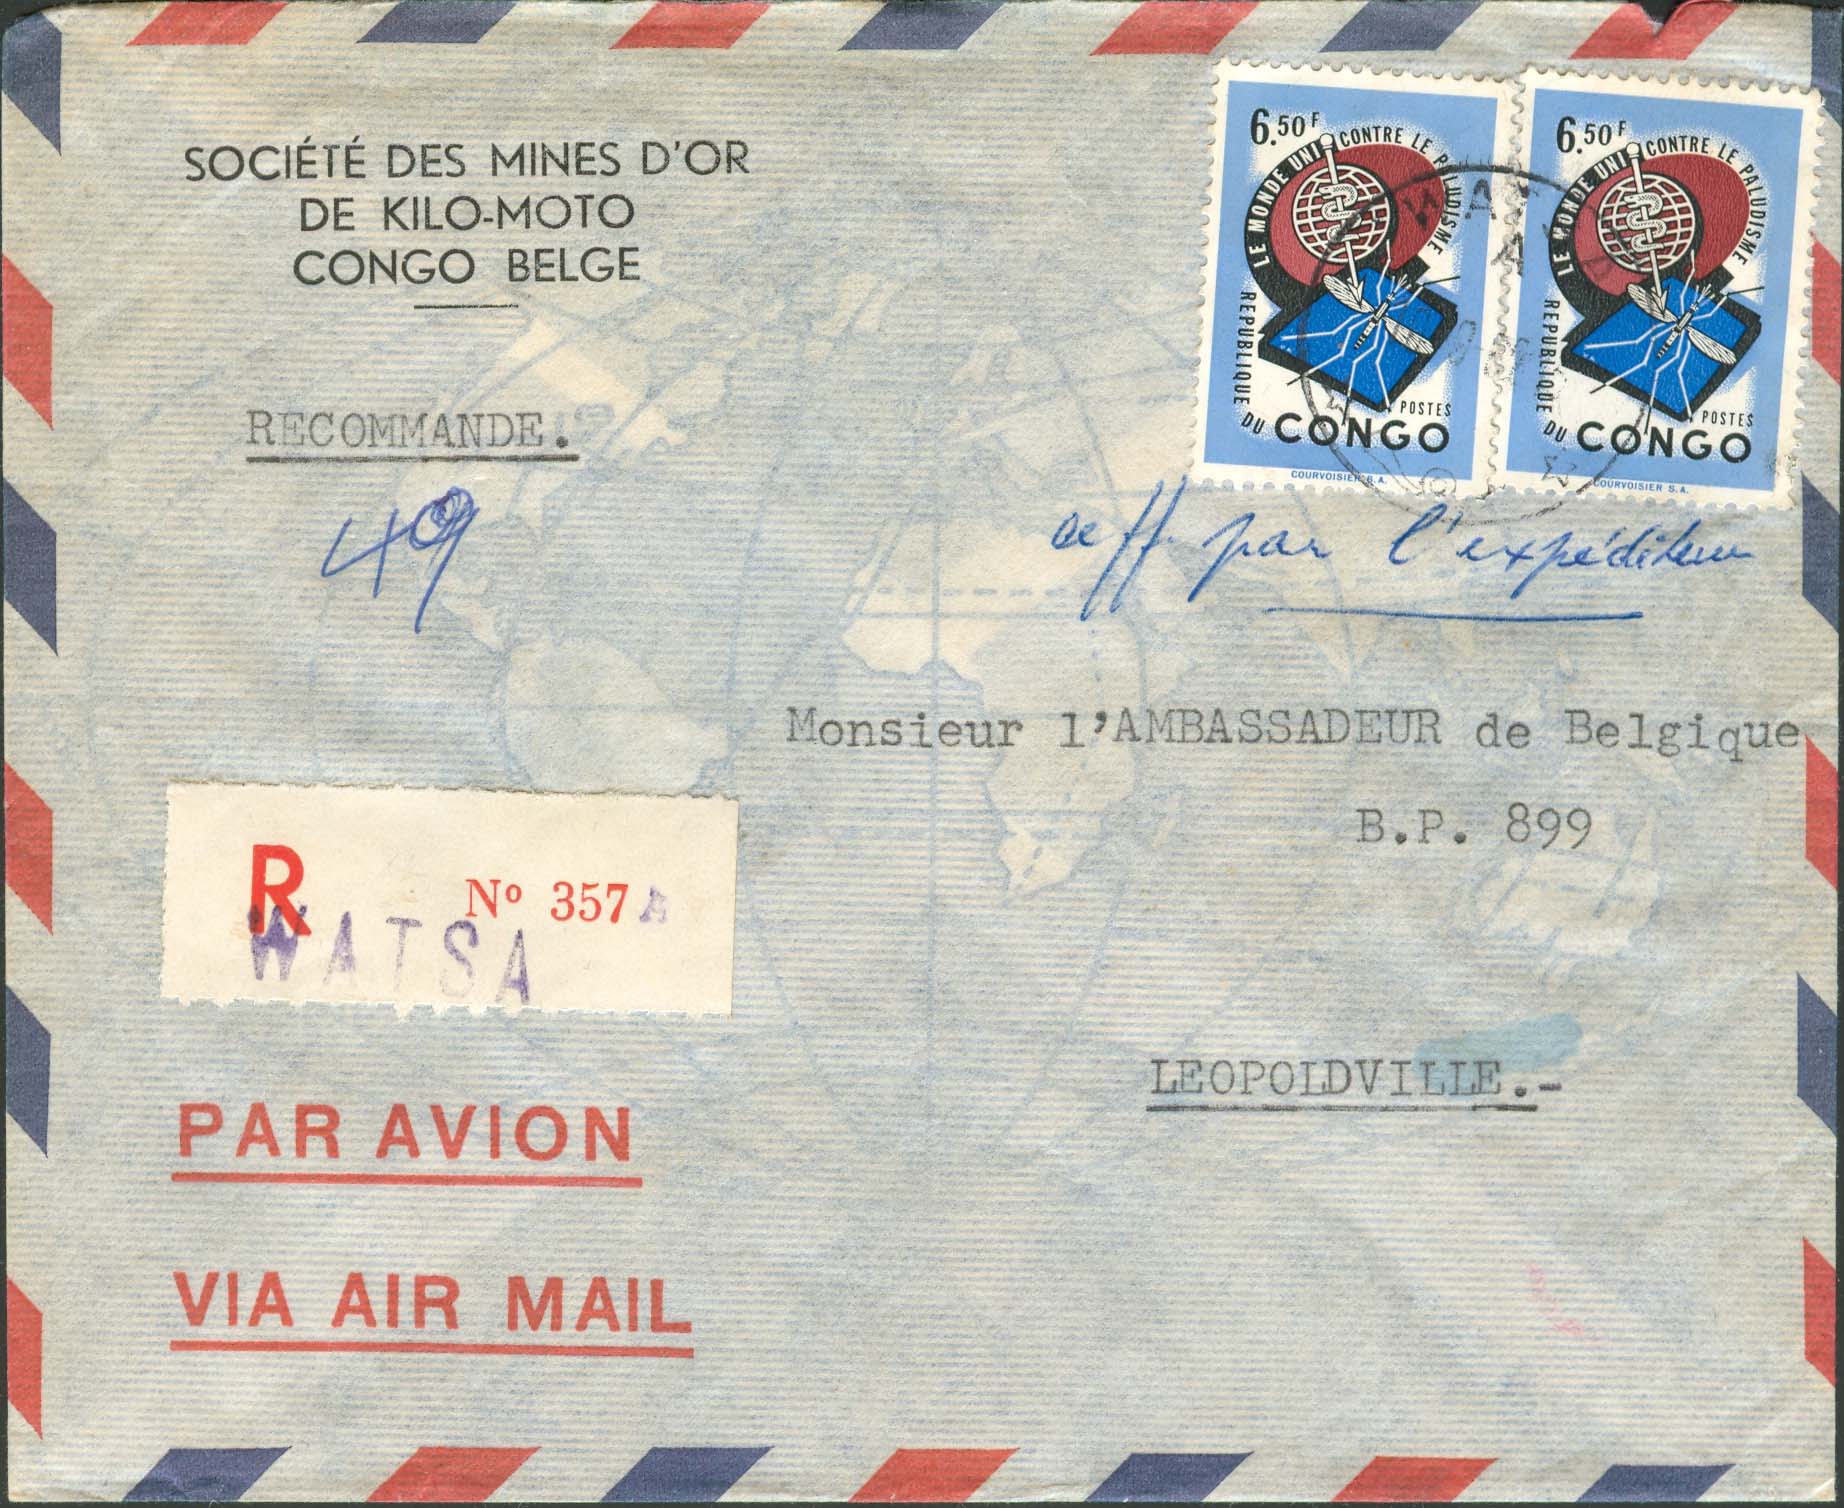 SOCIÉTÉ DES MINES D'OR
DE KILO-MOTO
CONGO BELGE
RECOMMANDE.
49
6.50 F
LE MONDE UNI CONTRE LE PALUDISME
REPUBLIQUE DU CONGO
POSTES
COURVOISIER S.A.
6.50 F
LE MONDE UNI CONTRE LE PALUDISME
REPUBLIQUE DU CONGO
POSTES
COURVOISIER S.A.
aff. par l'expéditeur
Monsieur l'AMBASSADEUR de Belgique
B.P. 899
LEOPOLDVILLE.-
R Nº 357 A
WATSA
PAR AVION
VIA AIR MAIL